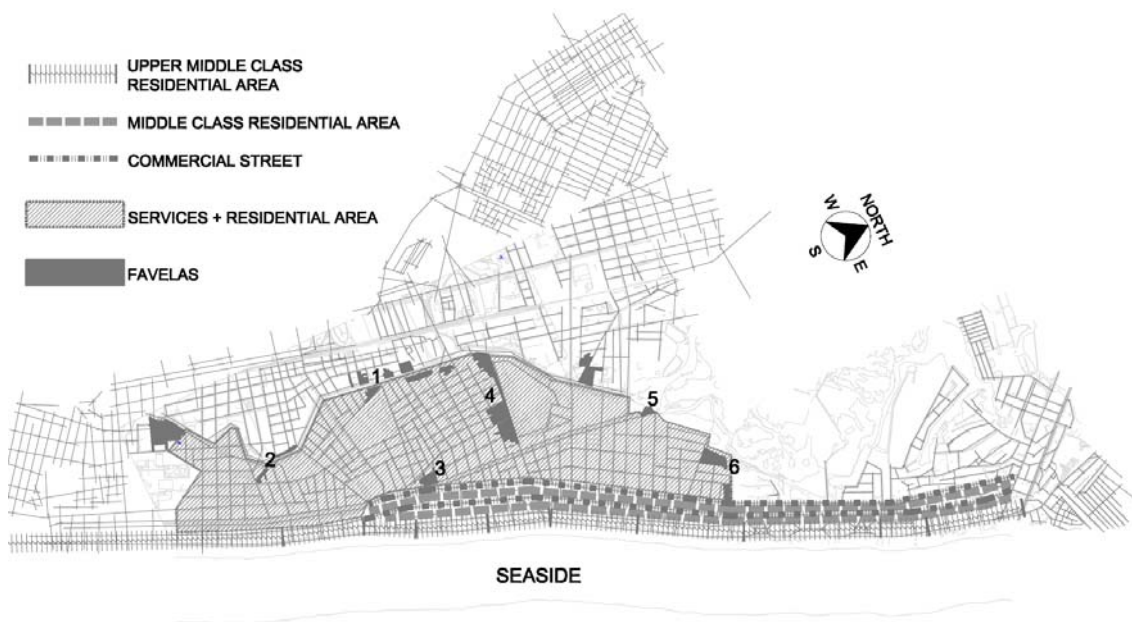 UPPER MIDDLE CLASS
RESIDENTIAL AREA
MIDDLE CLASS RESIDENTIAL AREA
COMMERCIAL STREET
SERVICES + RESIDENTIAL AREA
FAVELAS
W
NORTH
S
E
1
2
3
4
5
6
SEASIDE